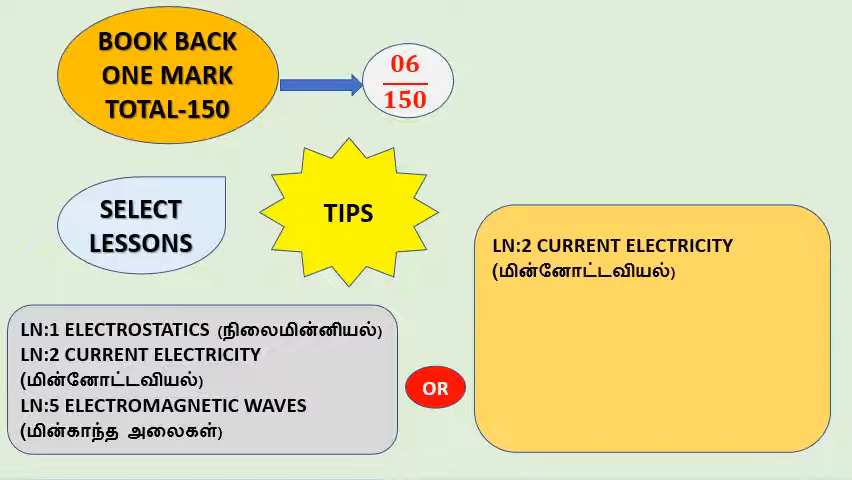 BOOK BACK
ONE MARK
TOTAL-150
06
150
SELECT
LESSONS
TIPS
LN:1 ELECTROSTATICS (நிலைமின்னியல்)
LN:2 CURRENT ELECTRICITY
(மின்னோட்டவியல்)
LN:5 ELECTROMAGNETIC WAVES
(மின்காந்த அலைகள்)
OR
LN:2 CURRENT ELECTRICITY
(மின்னோட்டவியல்)